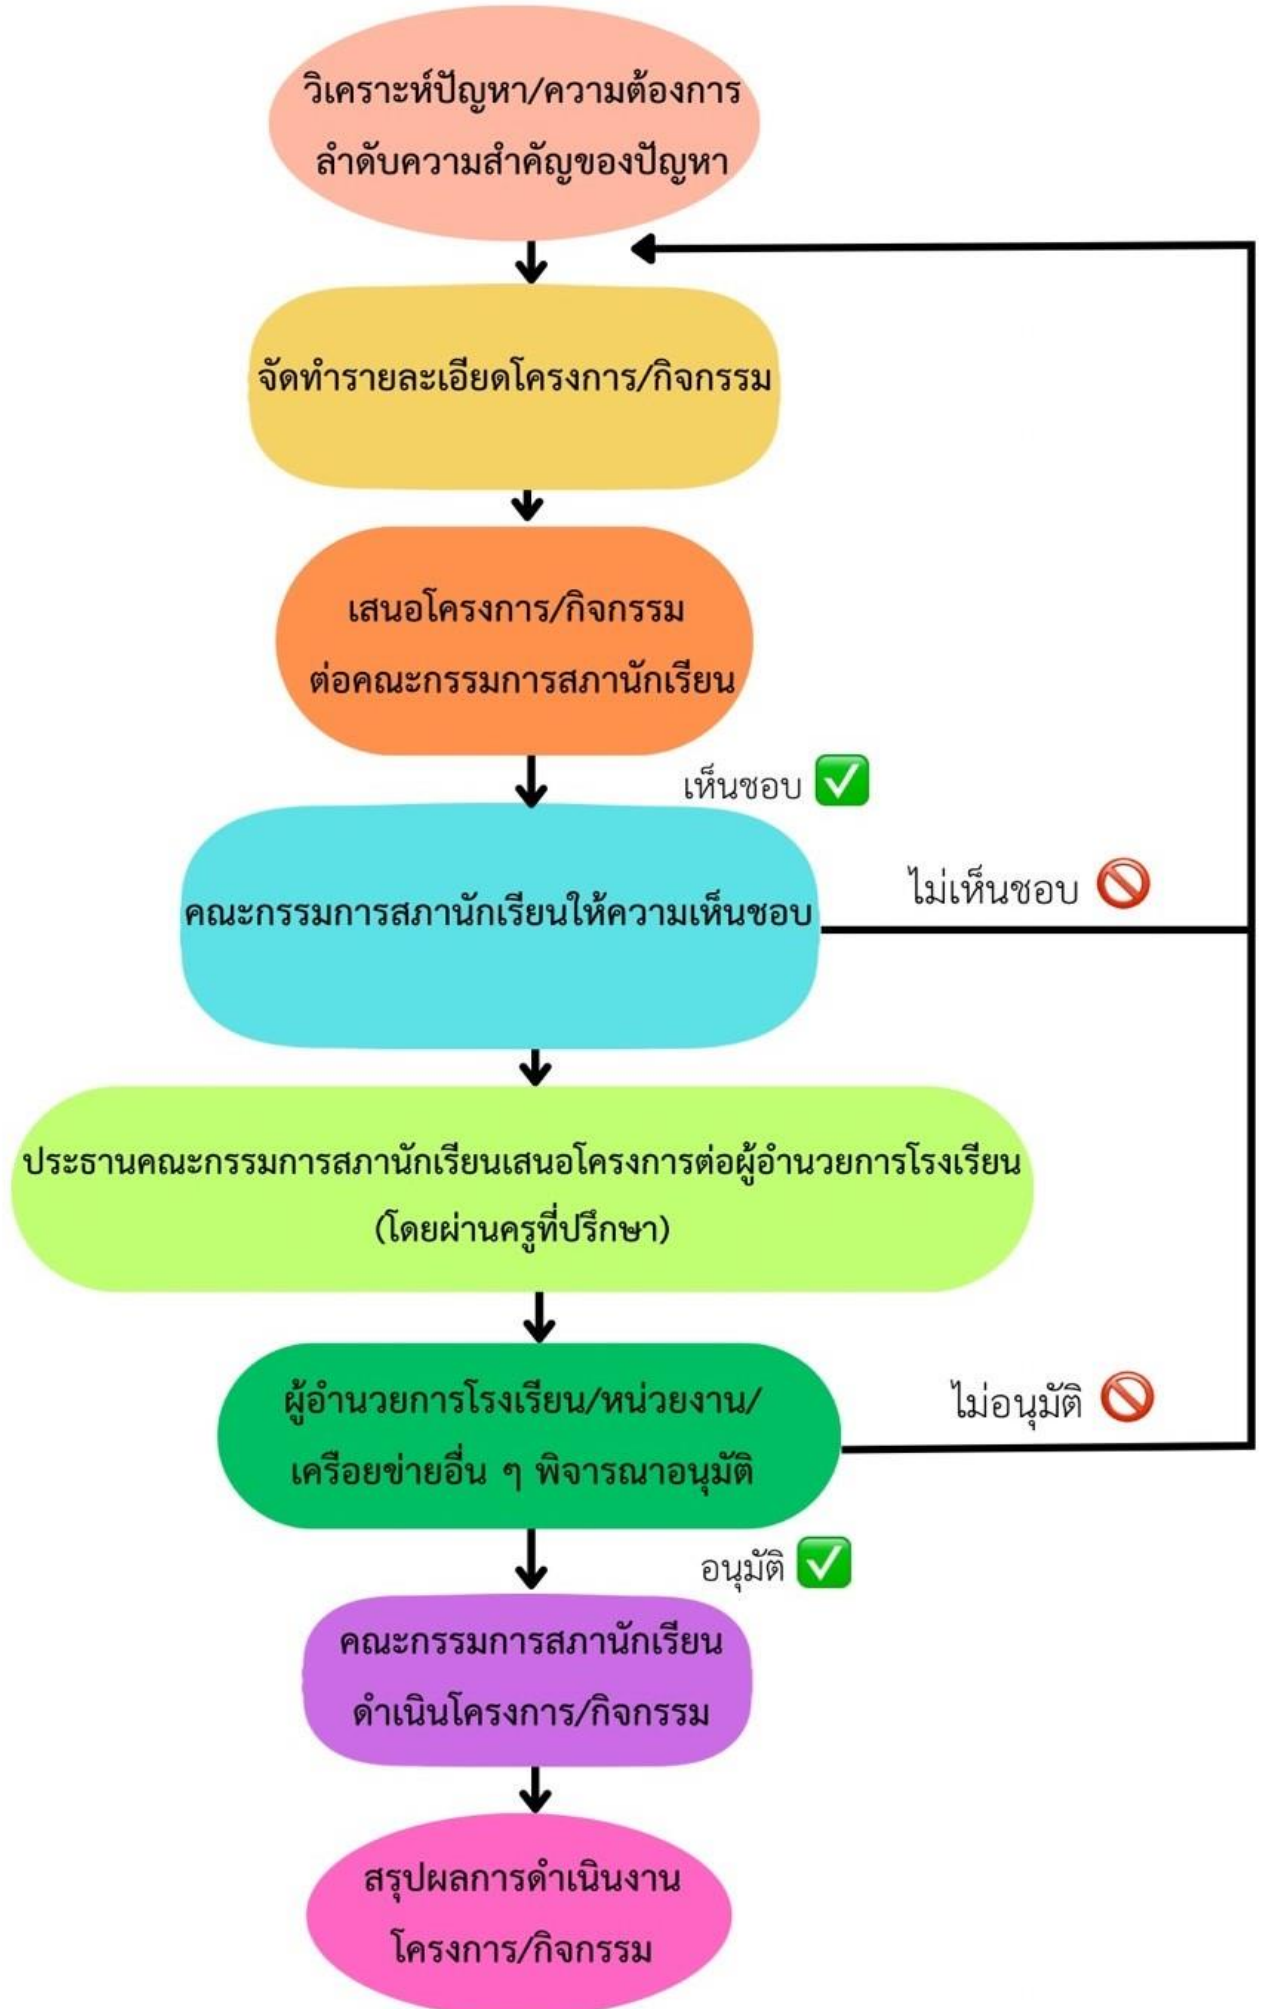 วิเคราะห์ปัญหา/ความต้องการ
ลำดับความสำคัญของปัญหา
จัดทำรายละเอียดโครงการ/กิจกรรม
เสนอโครงการ/กิจกรรม
ต่อคณะกรรมการสภานักเรียน
เห็นชอบ
คณะกรรมการสภานักเรียนให้ความเห็นชอบ
ไม่เห็นชอบ
ประธานคณะกรรมการสภานักเรียนเสนอโครงการต่อผู้อำนวยการโรงเรียน
(โดยผ่านครูที่ปรึกษา)
ผู้อำนวยการโรงเรียน/หน่วยงาน/
เครือยข่ายอื่น ๆ พิจารณาอนุมัติ
ไม่อนุมัติ
อนุมัติ
คณะกรรมการสภานักเรียน
ดำเนินโครงการ/กิจกรรม
สรุปผลการดำเนินงาน
โครงการ/กิจกรรม